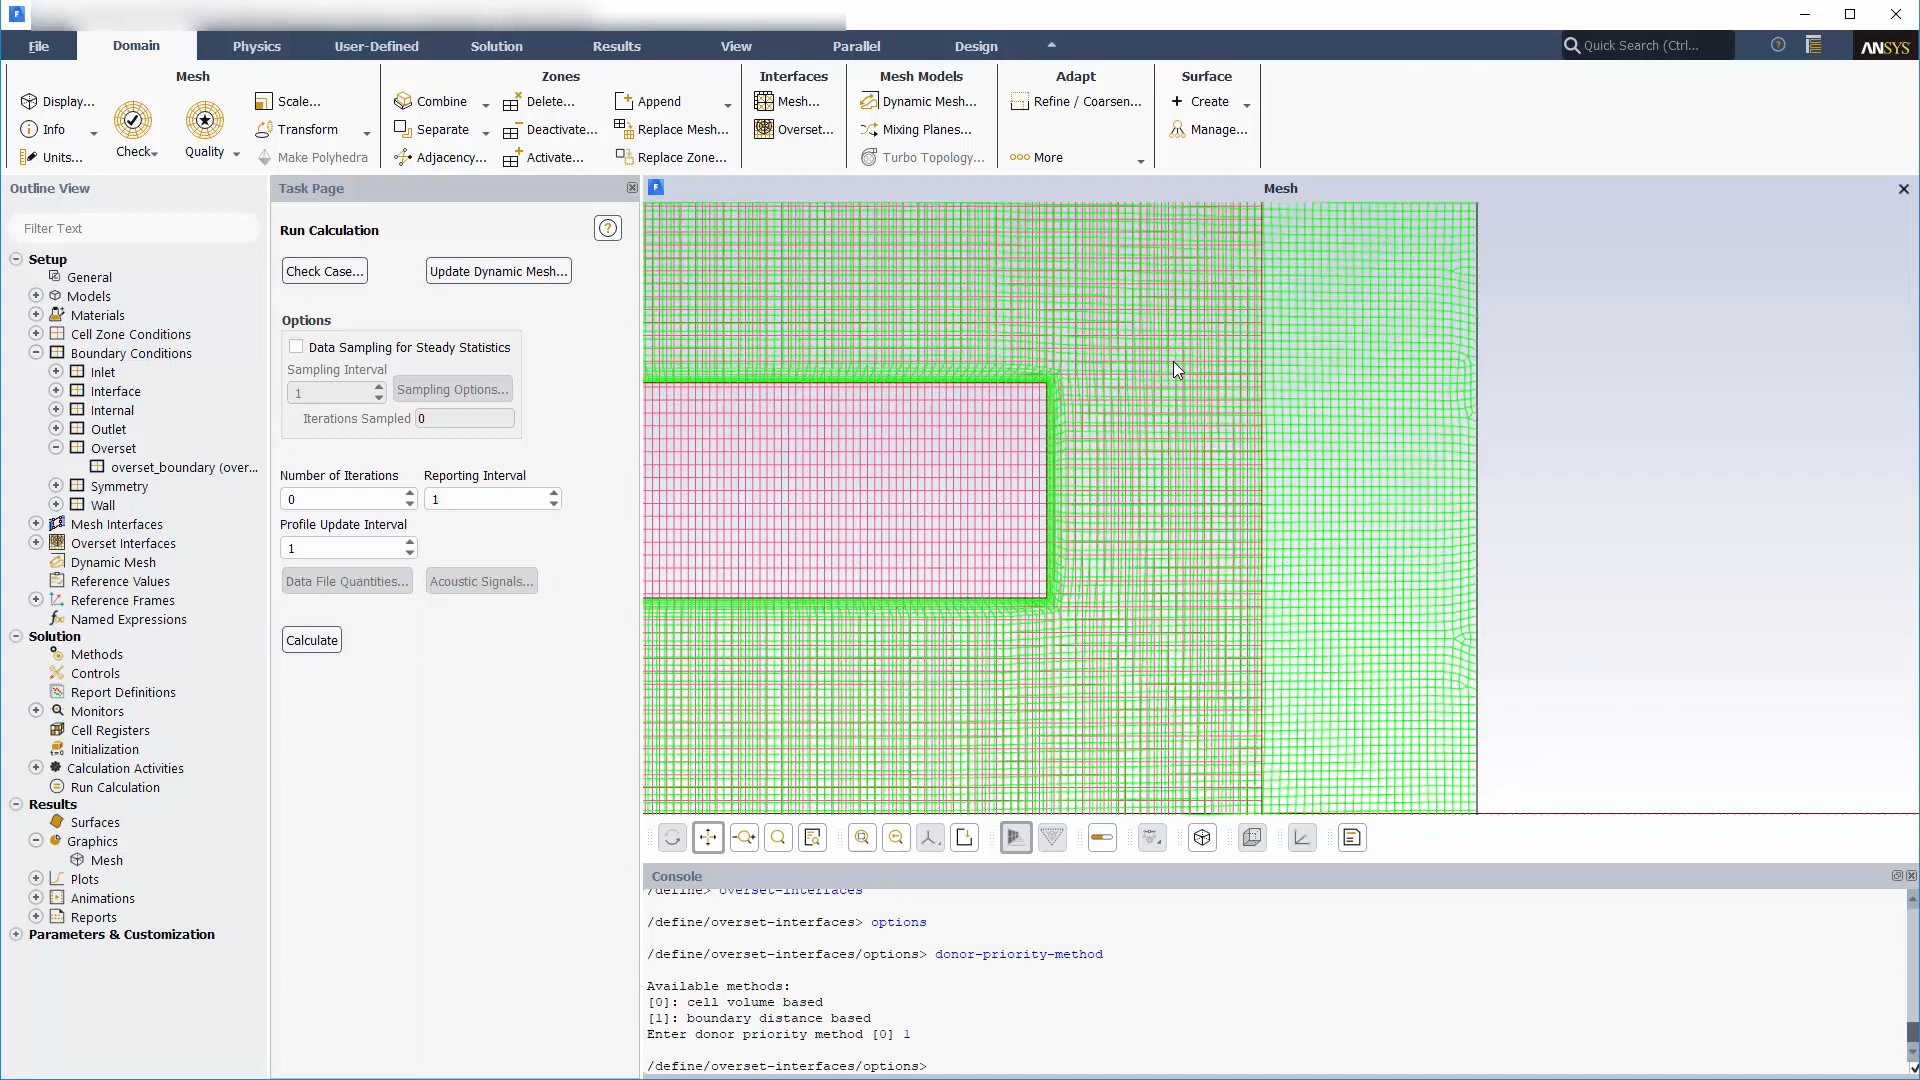 File
Domain
Physics
User-Defined
Solution
Results
View
Parallel
Design
Quick Search (Ctrl...
ANSYS
Mesh
Display...
Info
Units...
Check
Quality
Scale...
Transform
Make Polyhedra
Zones
Combine
Separate
Adjacency...
Delete...
Deactivate...
Activate...
Append
Replace Mesh...
Replace Zone...
Interfaces
Mesh...
Overset...
Mesh Models
Dynamic Mesh...
Mixing Planes...
Turbo Topology...
Adapt
Refine / Coarsen...
More
Surface
Create
Manage...
Outline View
Filter Text
Setup
General
Models
Materials
Cell Zone Conditions
Boundary Conditions
Inlet
Interface
Internal
Outlet
Overset
overset_boundary (over...
Symmetry
Wall
Mesh Interfaces
Overset Interfaces
Dynamic Mesh
Reference Values
Reference Frames
Named Expressions
Solution
Methods
Controls
Report Definitions
Monitors
Cell Registers
Initialization
Calculation Activities
Run Calculation
Results
Surfaces
Graphics
Mesh
Plots
Animations
Reports
Parameters & Customization
Task Page
Run Calculation
Check Case...
Update Dynamic Mesh...
Options
Data Sampling for Steady Statistics
Sampling Interval
1
Sampling Options...
Iterations Sampled 0
Number of Iterations
0
Reporting Interval
1
Profile Update Interval
1
Data File Quantities...
Acoustic Signals...
Calculate
Mesh
Console
/define> overset-interfaces
/define/overset-interfaces> options
/define/overset-interfaces/options> donor-priority-method
Available methods:
[0]: cell volume based
[1]: boundary distance based
Enter donor priority method [0] 1
/define/overset-interfaces/options>